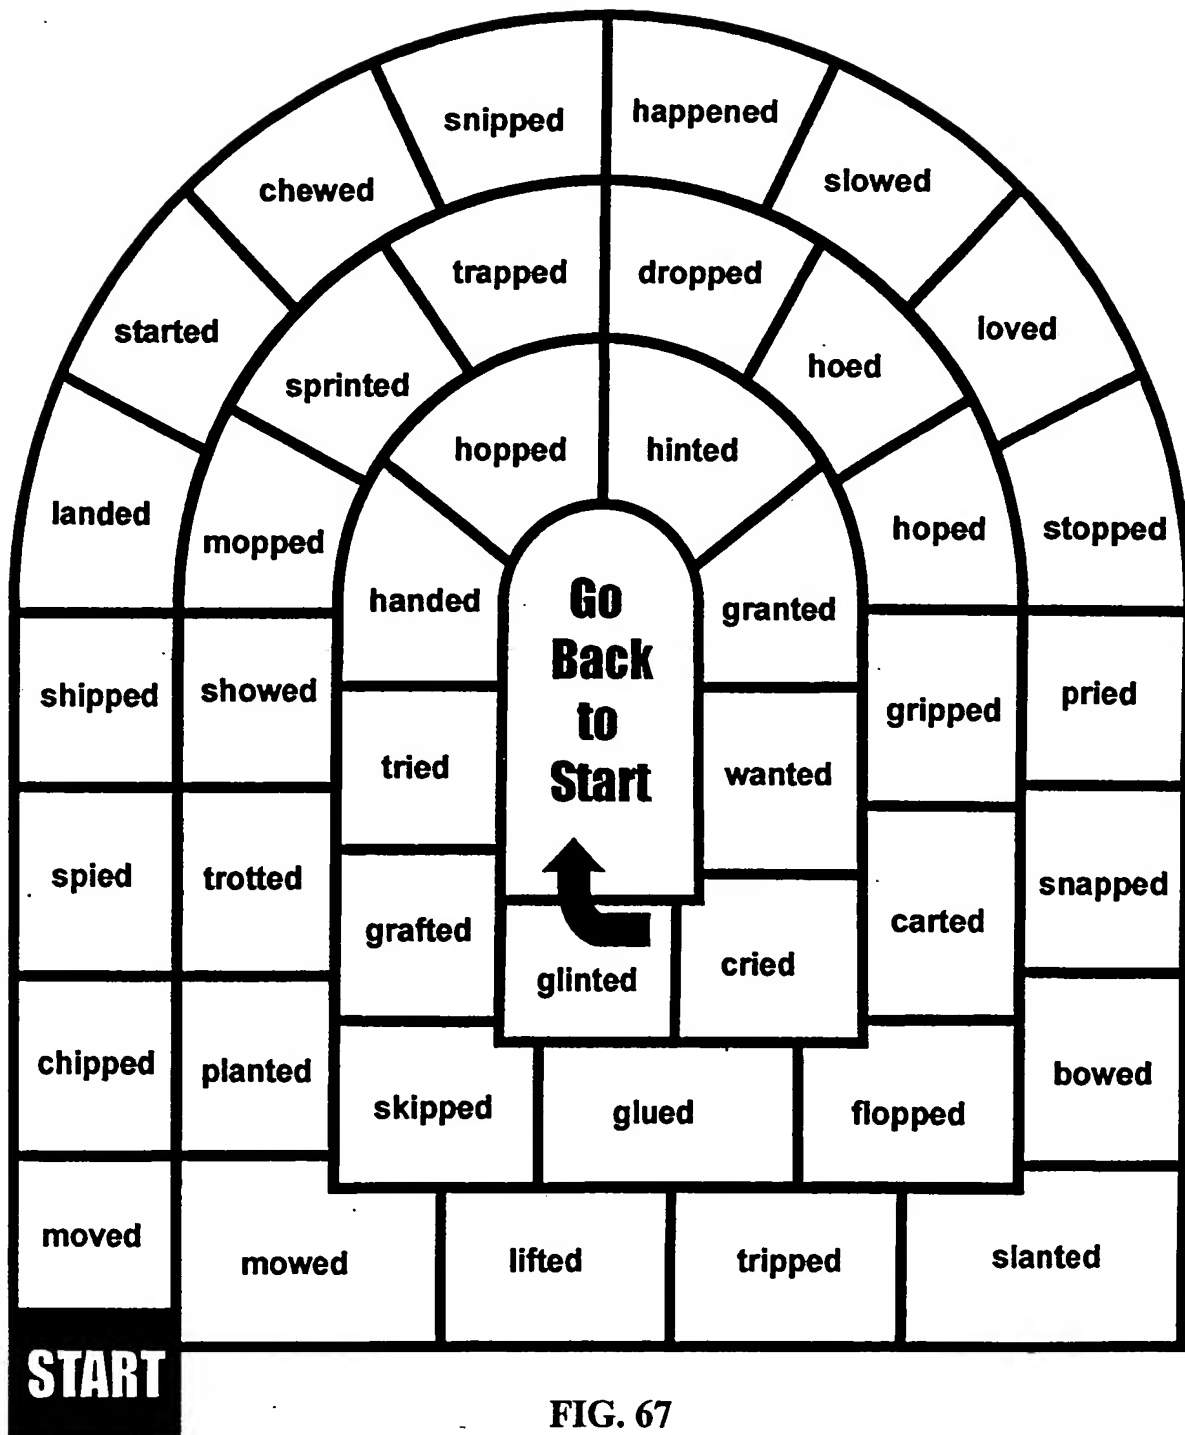 START
moved
chipped
spied
shipped
landed
started
chewed
snipped
happened
slowed
loved
stopped
pried
snapped
bowed
slanted
tripped
lifted
mowed
planted
trotted
showed
mopped
sprinted
trapped
dropped
hoed
hoped
gripped
carted
flopped
glued
skipped
grafted
tried
handed
hopped
hinted
granted
wanted
cried
glinted
Go
Back
to
Start
FIG. 67